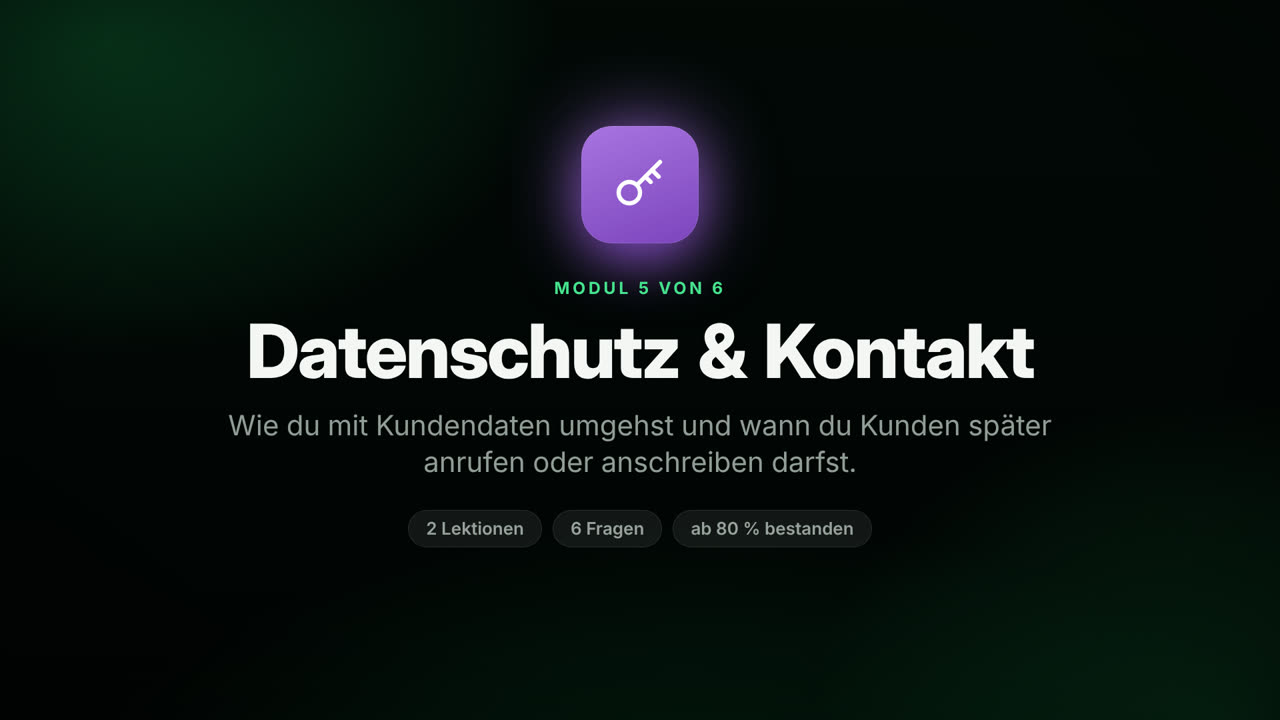 MODUL 5 VON 6
Datenschutz & Kontakt
Wie du mit Kundendaten umgehst und wann du Kunden später
anrufen oder anschreiben darfst.
2 Lektionen
6 Fragen
ab 80 % bestanden